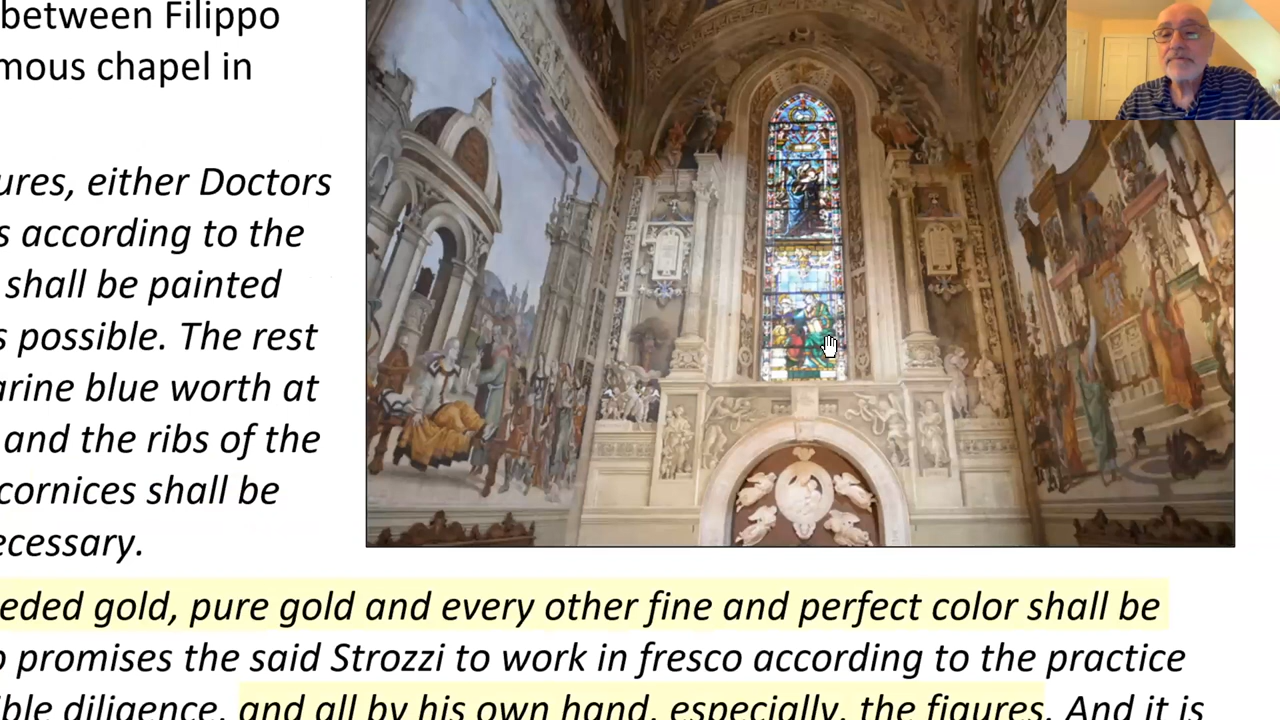 between Filippo
mous chapel in
ures, either Doctors
s according to the
shall be painted
s possible. The rest
arine blue worth at
and the ribs of the
cornices shall be
ecessary.
eded gold, pure gold and every other fine and perfect color shall be
o promises the said Strozzi to work in fresco according to the practice
ible diligence, and all by his own hand, especially, the figures. And it is